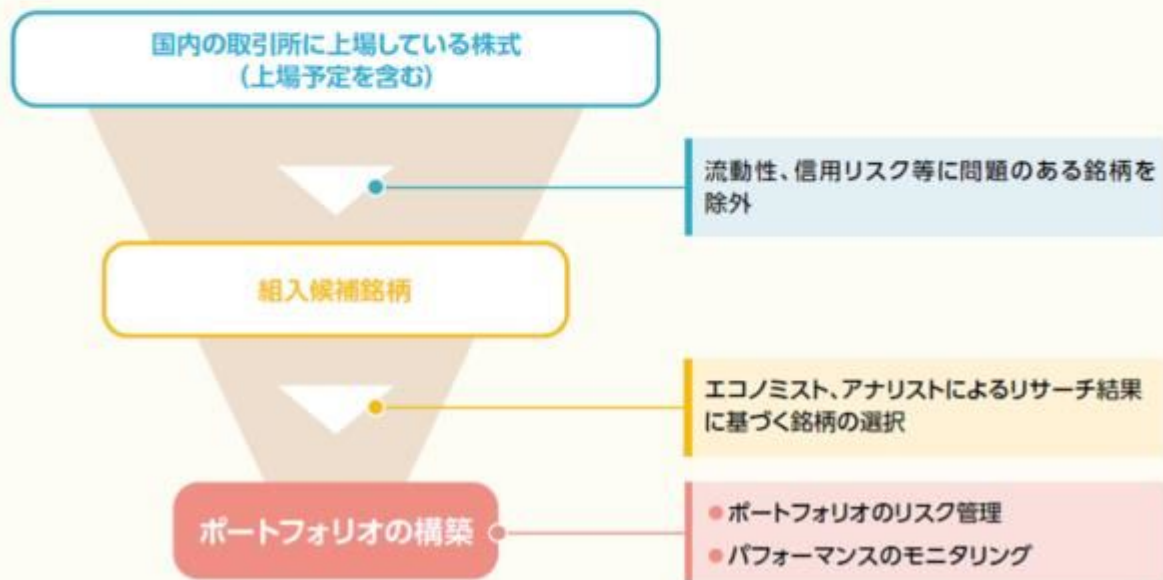 国内の取引所に上場している株式
(上場予定を含む)
流動性、信用リスク等に問題のある銘柄を
除外
組入候補銘柄
エコノミスト、アナリストによるリサーチ結果
に基づく銘柄の選択
ポートフォリオの構築
●ポートフォリオのリスク管理
●パフォーマンスのモニタリング